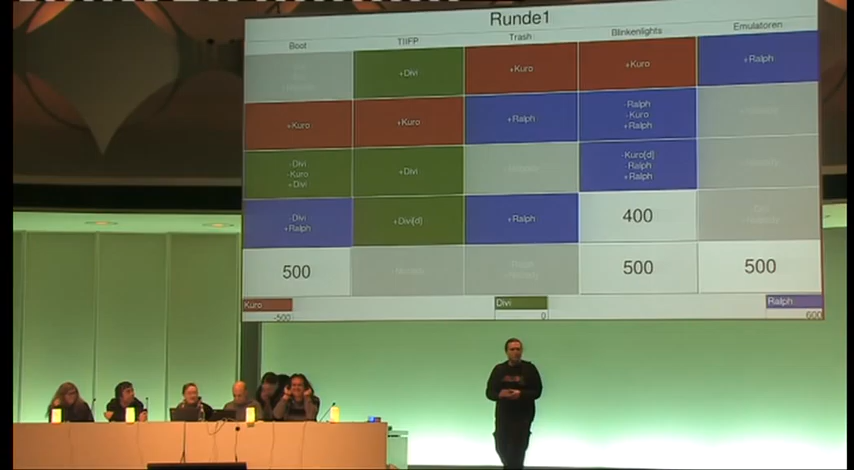 Runde1
Boot TIIFP Trash Blinkenlights Emulatoren
+Divi +Kuro +Kuro +Ralph
+Kuro +Kuro +Ralph
-Ralph
-Kuro
+Ralph
-Divi
-Kuro
+Divi
+Divi
-Kuro[d]
-Ralph
+Ralph
-Divi
+Ralph
+Divi[d]
+Ralph
400
500 500 500
Kuro Divi Ralph
-500 0 600